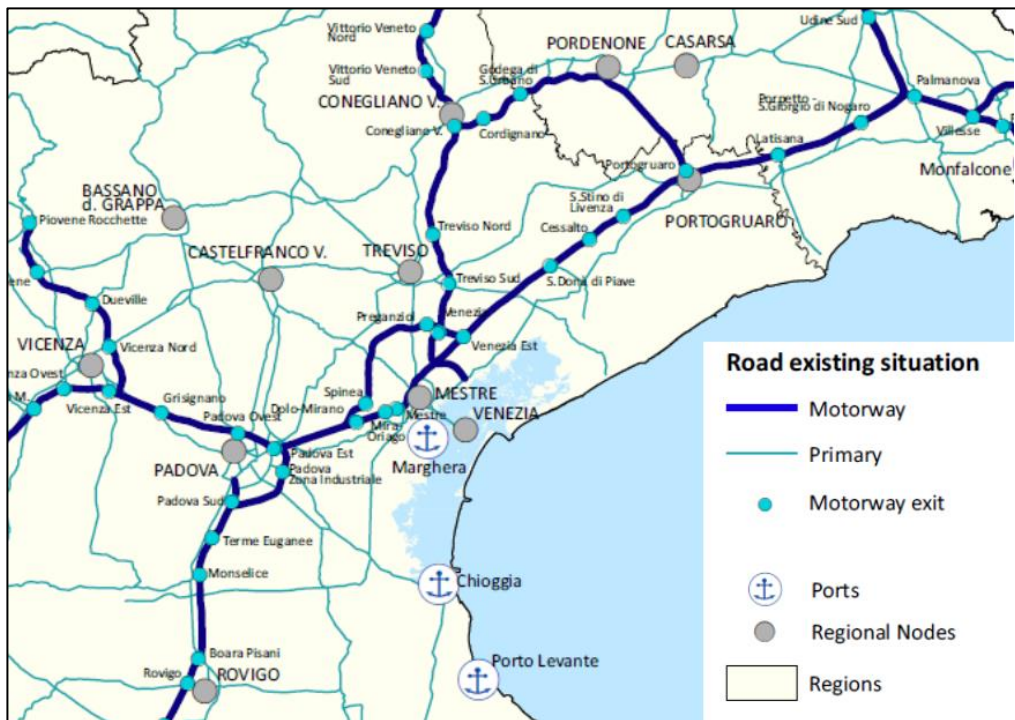 Vittorio Veneto
Nord
Vittorio Veneto
Sud
CONEGLIANO V.
Conegliano V.
Godega di
S.Urbano
Cordignano
PORDENONE
CASARSA
Udine Sud
Palmanova
Porpetto -
S.Giorgio di Nogaro
Villesse
Latisana
Monfalcone
Portogruaro
PORTOGRUARO
S.Stino di
Livenza
Cessalto
S.Donà di Piave
BASSANO
d. GRAPPA
Piovene Rocchette
CASTELFRANCO V.
TREVISO
Treviso Nord
Treviso Sud
Dueville
Preganziol
Venezia
Venezia Est
VICENZA
Vicenza Nord
nza Ovest
M.
Vicenza Est
Grisignano
Padova Ovest
Spinea
Dolo-Mirano
Mira
Oriago
Mestre
MESTRE
VENEZIA
Marghera
PADOVA
Padova Est
Padova
Zona Industriale
Padova Sud
Terme Euganee
Monselice
Chioggia
Boara Pisani
Rovigo
ROVIGO
Porto Levante
Road existing situation
Motorway
Primary
Motorway exit
Ports
Regional Nodes
Regions